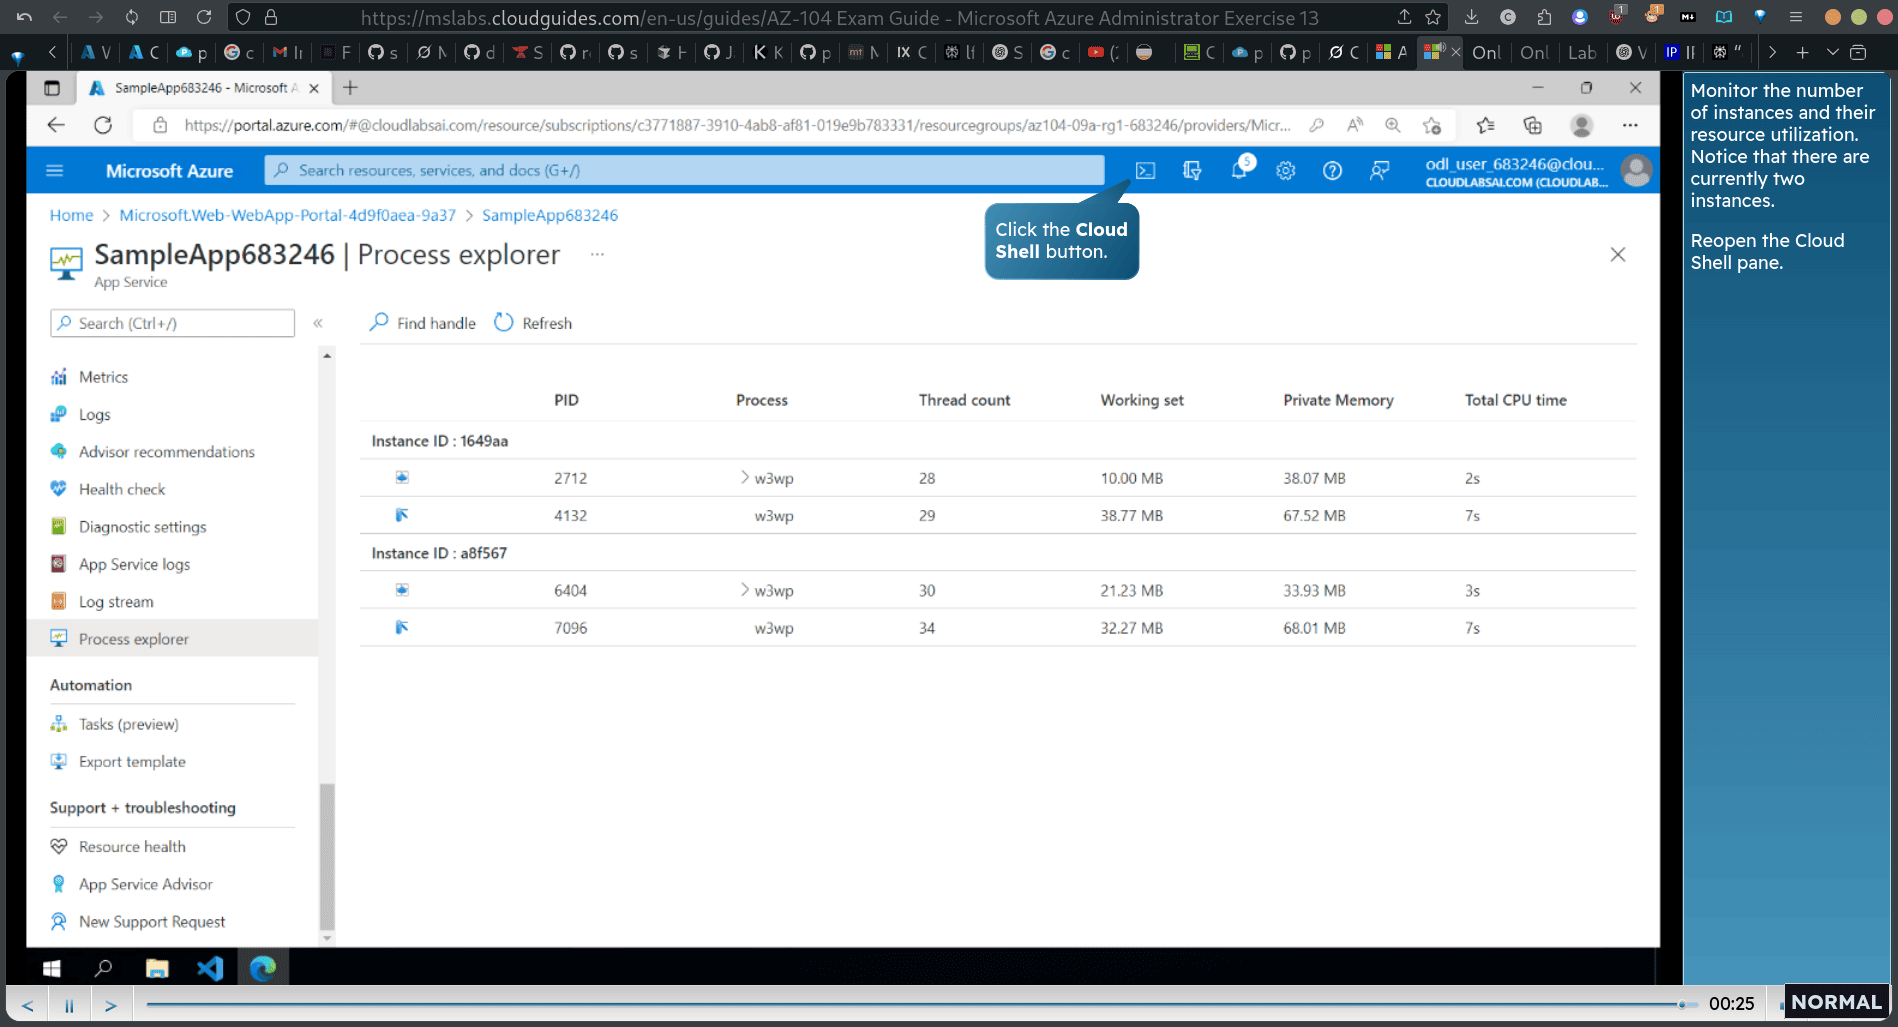 https://mslabs.cloudguides.com/en-us/guides/AZ-104 Exam Guide - Microsoft Azure Administrator Exercise 13
SampleApp683246 - Microsoft A
https://portal.azure.com/#@cloudlabsai.com/resource/subscriptions/c3771887-3910-4ab8-af81-019e9b783331/resourcegroups/az104-09a-rg1-683246/providers/Micr...
Microsoft Azure
Search resources, services, and docs (G+/)
5
odl_user_683246@clou...
CLOUDLABSAI.COM (CLOUDLAB...
Home > Microsoft.Web-WebApp-Portal-4d9f0aea-9a37 > SampleApp683246
SampleApp683246 | Process explorer ...
App Service
Click the Cloud
Shell button.
Search (Ctrl+/)
«
Find handle
Refresh
Metrics
Logs
Advisor recommendations
Health check
Diagnostic settings
App Service logs
Log stream
Process explorer
Automation
Tasks (preview)
Export template
Support + troubleshooting
Resource health
App Service Advisor
New Support Request
PID Process Thread count Working set Private Memory Total CPU time
Instance ID : 1649aa
2712 > w3wp 28 10.00 MB 38.07 MB 2s
4132 w3wp 29 38.77 MB 67.52 MB 7s
Instance ID : a8f567
6404 > w3wp 30 21.23 MB 33.93 MB 3s
7096 w3wp 34 32.27 MB 68.01 MB 7s
Monitor the number
of instances and their
resource utilization.
Notice that there are
currently two
instances.
Reopen the Cloud
Shell pane.
00:25
NORMAL